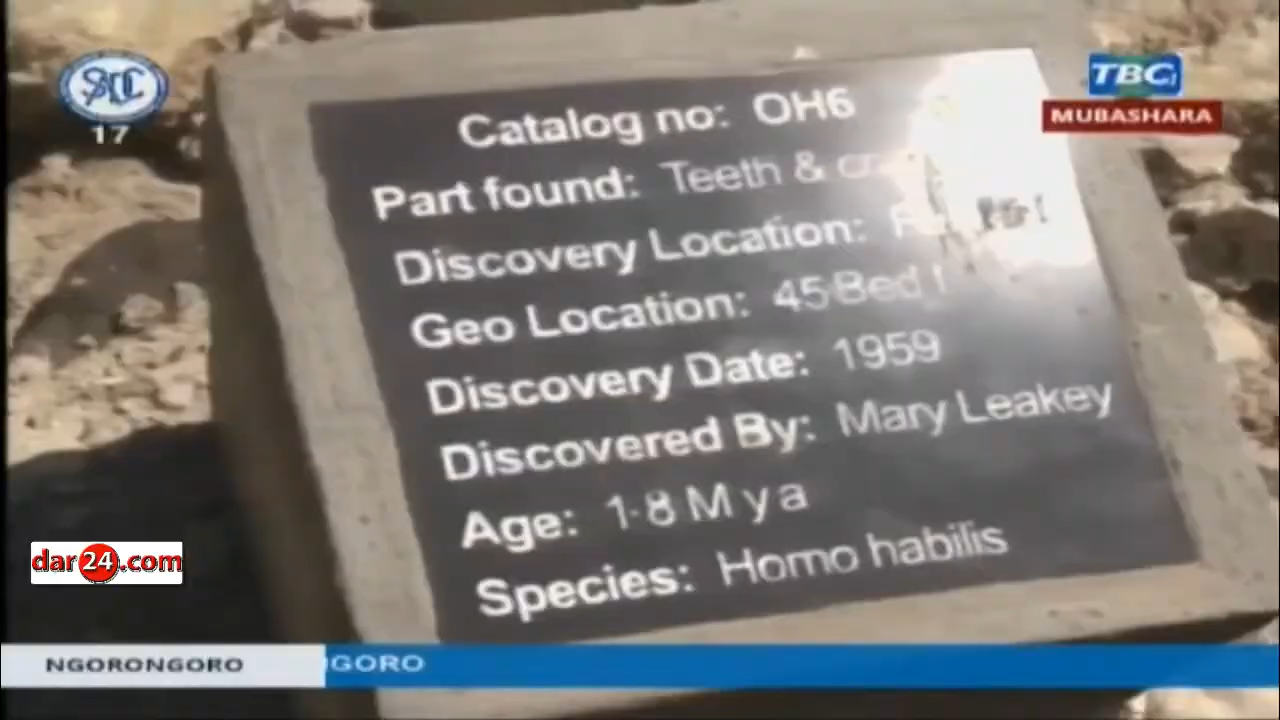 17
TBC1
MUBASHARA
Catalog no: OH6
Part found: Teeth &
Discovery Location:
Geo Location: 45 Bed I
Discovery Date: 1959
Discovered By: Mary Leakey
Age: 1.8 M y a
Species: Homo habilis
dar24.com
NGORONGORO
GORO